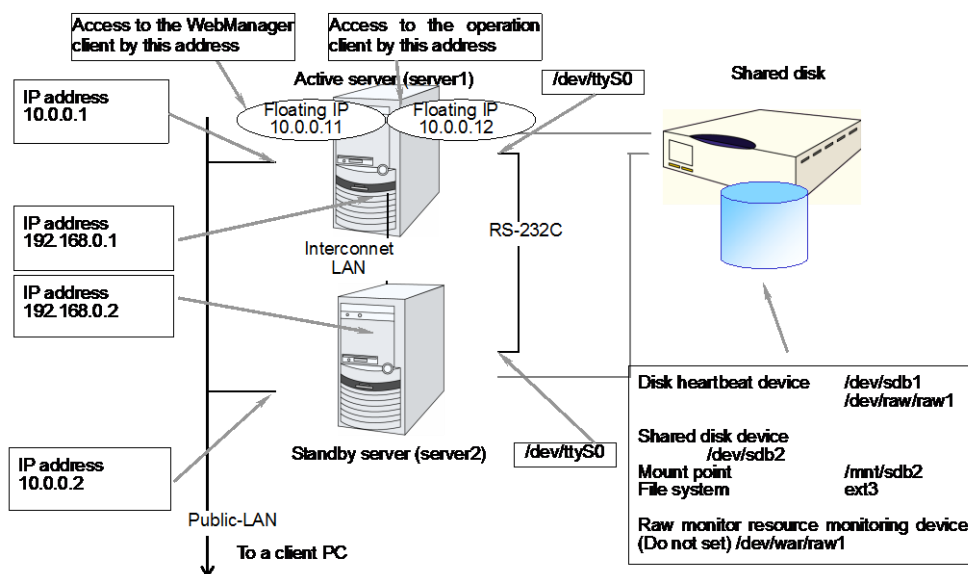 Access to the WebManager
client by this address
Access to the operation
client by this address
Active server (server1)
/dev/ttyS0
Shared disk
IP address
10.0.0.1
Floating IP
10.0.0.11
Floating IP
10.0.0.12
IP address
192.168.0.1
Interconnet
LAN
RS-232C
IP address
192.168.0.2
Disk heartbeat device /dev/sdb1
/dev/raw/raw1
Shared disk device
/dev/sdb2
Mount point /mnt/sdb2
File system ext3
Raw monitor resource monitoring device
(Do not set) /dev/war/raw1
IP address
10.0.0.2
Standby server (server2)
/dev/ttyS0
Public-LAN
To a client PC